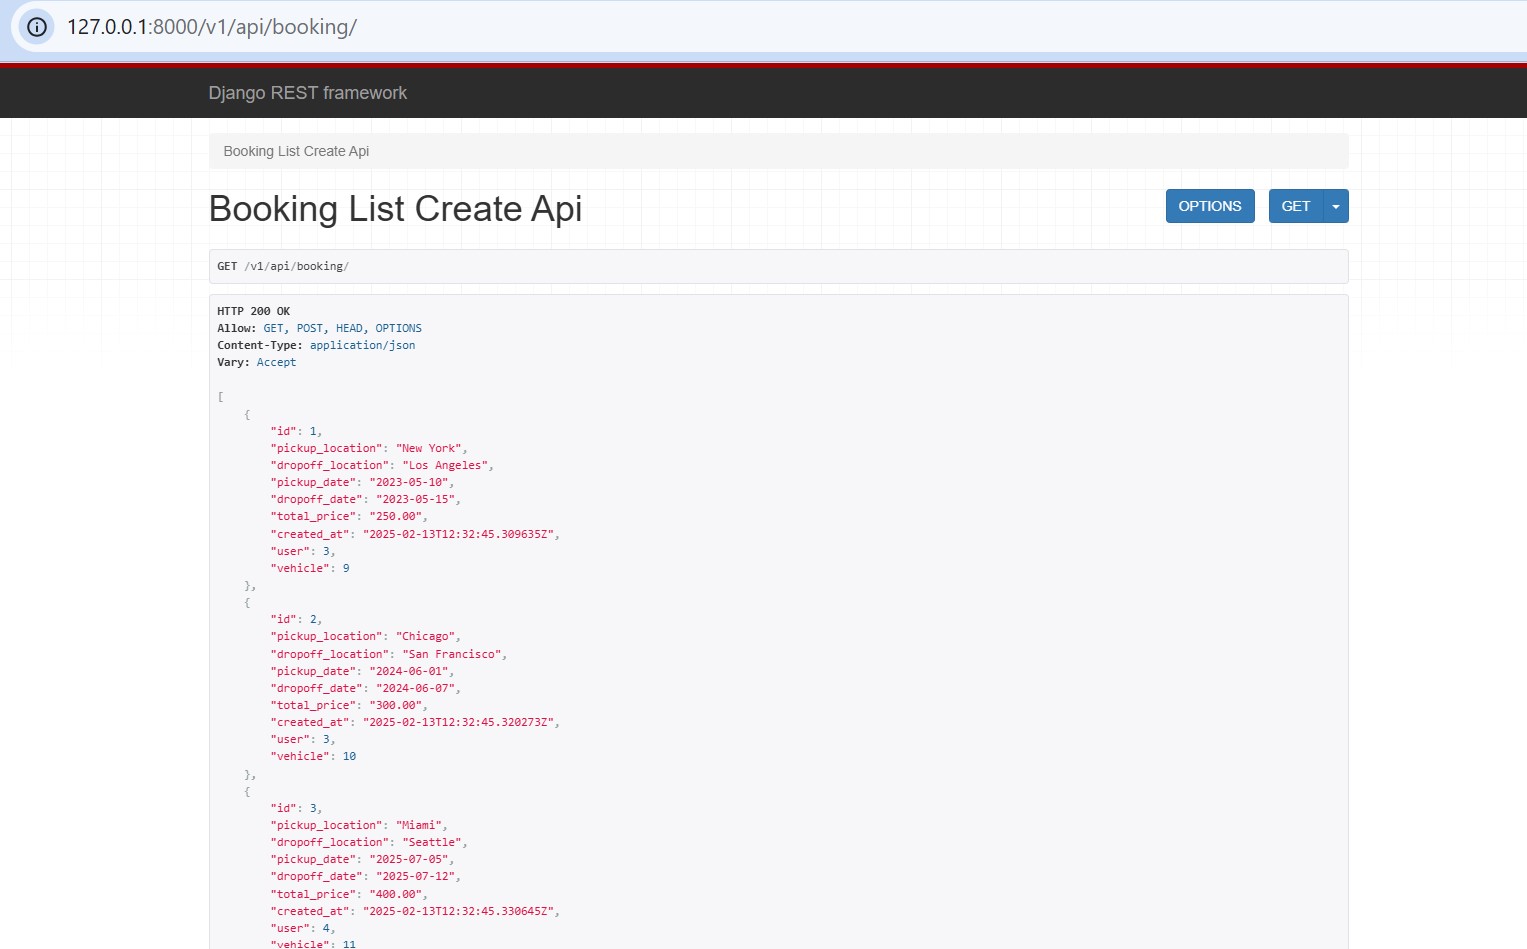 127.0.0.1:8000/v1/api/booking/
Django REST framework
Booking List Create Api
Booking List Create Api
OPTIONS
GET
GET /v1/api/booking/
HTTP 200 OK
Allow: GET, POST, HEAD, OPTIONS
Content-Type: application/json
Vary: Accept
[
    {
        "id": 1,
        "pickup_location": "New York",
        "dropoff_location": "Los Angeles",
        "pickup_date": "2023-05-10",
        "dropoff_date": "2023-05-15",
        "total_price": "250.00",
        "created_at": "2025-02-13T12:32:45.309635Z",
        "user": 3,
        "vehicle": 9
    },
    {
        "id": 2,
        "pickup_location": "Chicago",
        "dropoff_location": "San Francisco",
        "pickup_date": "2024-06-01",
        "dropoff_date": "2024-06-07",
        "total_price": "300.00",
        "created_at": "2025-02-13T12:32:45.320273Z",
        "user": 3,
        "vehicle": 10
    },
    {
        "id": 3,
        "pickup_location": "Miami",
        "dropoff_location": "Seattle",
        "pickup_date": "2025-07-05",
        "dropoff_date": "2025-07-12",
        "total_price": "400.00",
        "created_at": "2025-02-13T12:32:45.330645Z",
        "user": 4,
        "vehicle": 11